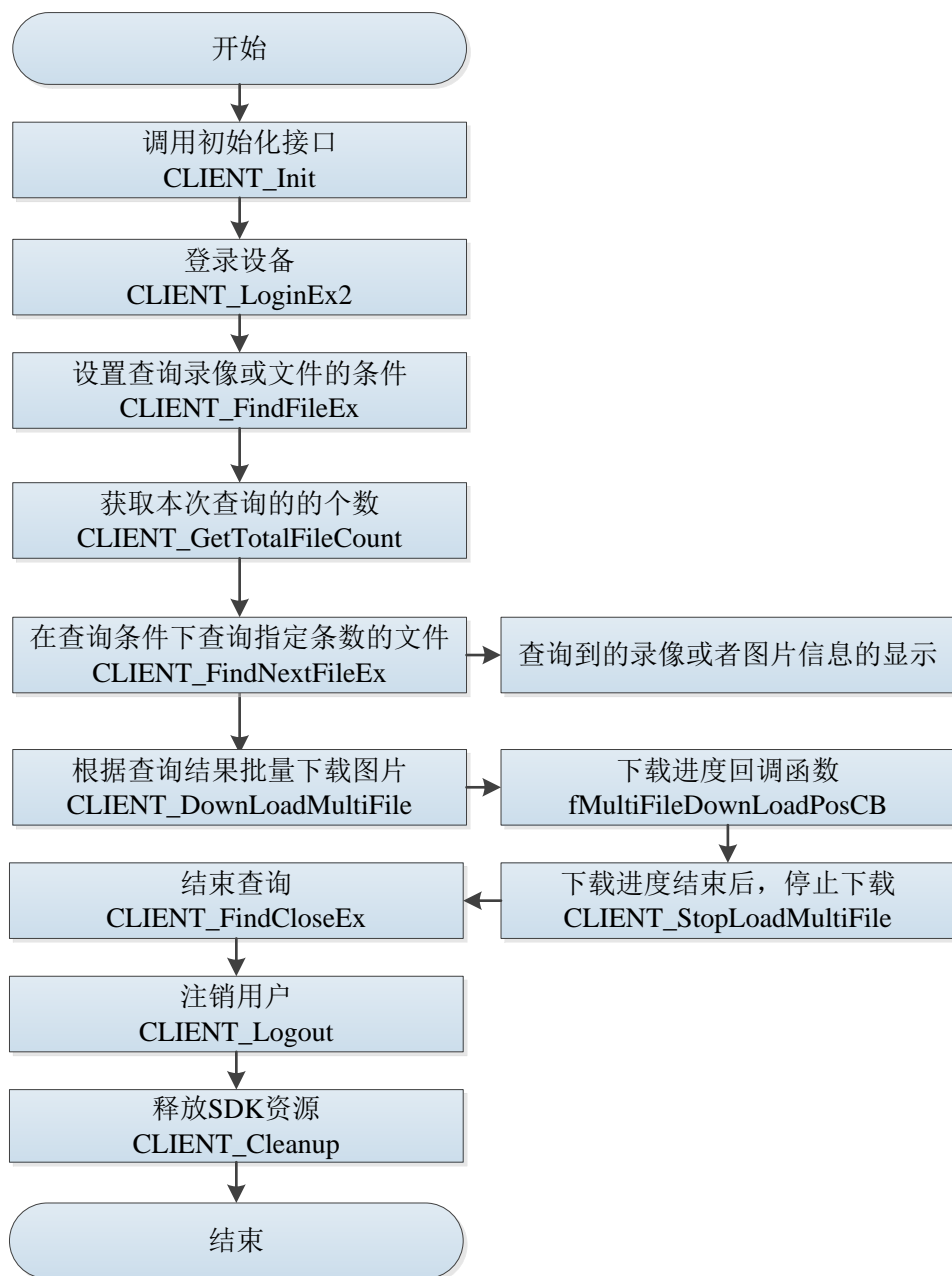 开始
调用初始化接口
CLIENT_Init
登录设备
CLIENT_LoginEx2
设置查询录像或文件的条件
CLIENT_FindFileEx
获取本次查询的的个数
CLIENT_GetTotalFileCount
在查询条件下查询指定条数的文件
CLIENT_FindNextFileEx
查询到的录像或者图片信息的显示
根据查询结果批量下载图片
CLIENT_DownLoadMultiFile
下载进度回调函数
fMultiFileDownLoadPosCB
下载进度结束后，停止下载
CLIENT_StopLoadMultiFile
结束查询
CLIENT_FindCloseEx
注销用户
CLIENT_Logout
释放SDK资源
CLIENT_Cleanup
结束